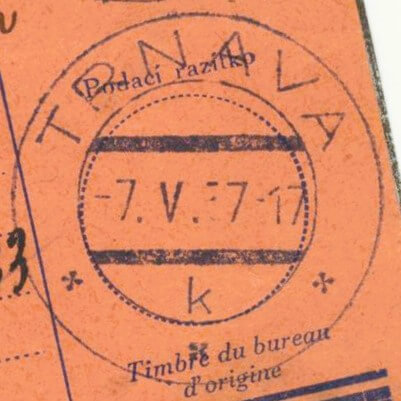 TRNAVA
Podací razítko
-7.V.37-17
k
Timbre du bureau
d'origine